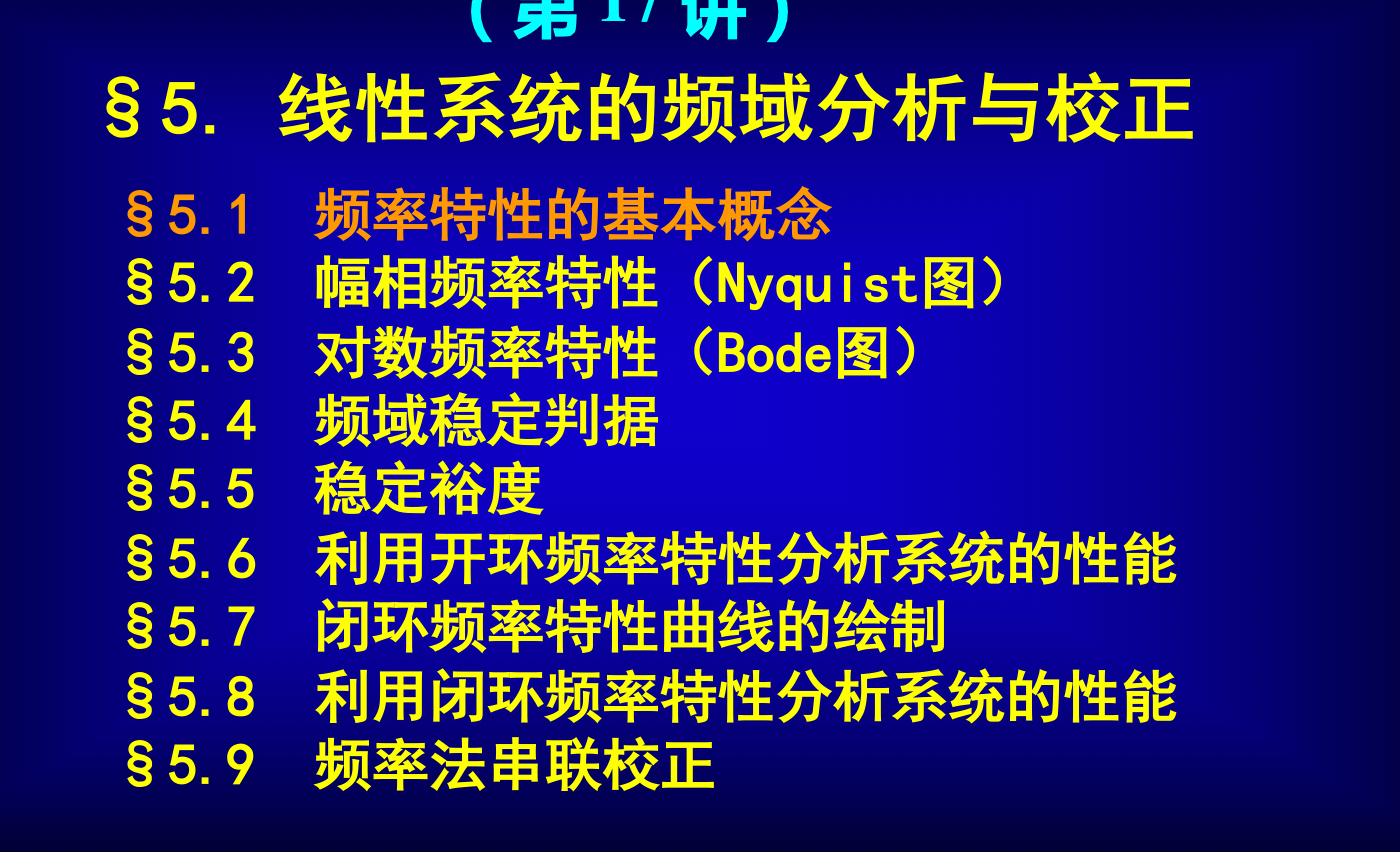 (第17讲)
§5. 线性系统的频域分析与校正
§5.1 频率特性的基本概念
§5.2 幅相频率特性（Nyquist图）
§5.3 对数频率特性（Bode图）
§5.4 频域稳定判据
§5.5 稳定裕度
§5.6 利用开环频率特性分析系统的性能
§5.7 闭环频率特性曲线的绘制
§5.8 利用闭环频率特性分析系统的性能
§5.9 频率法串联校正